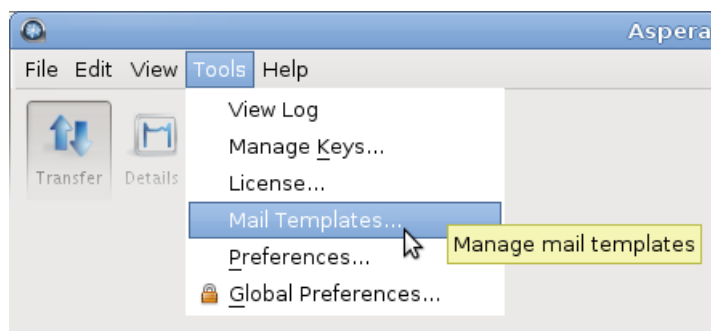 Aspera
File Edit View Tools Help
View Log
Manage Keys...
Transfer Details
License...
Mail Templates...
Manage mail templates
Preferences...
Global Preferences...